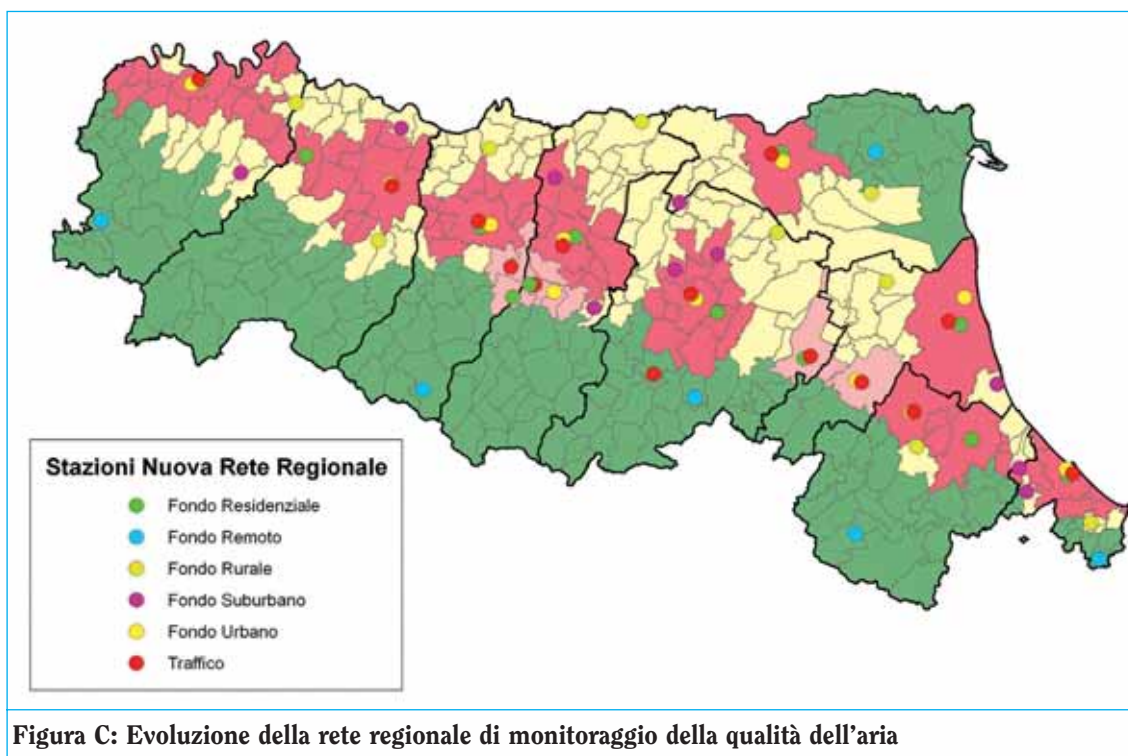 Stazioni Nuova Rete Regionale
Fondo Residenziale
Fondo Remoto
Fondo Rurale
Fondo Suburbano
Fondo Urbano
Traffico
Figura C: Evoluzione della rete regionale di monitoraggio della qualità dell'aria